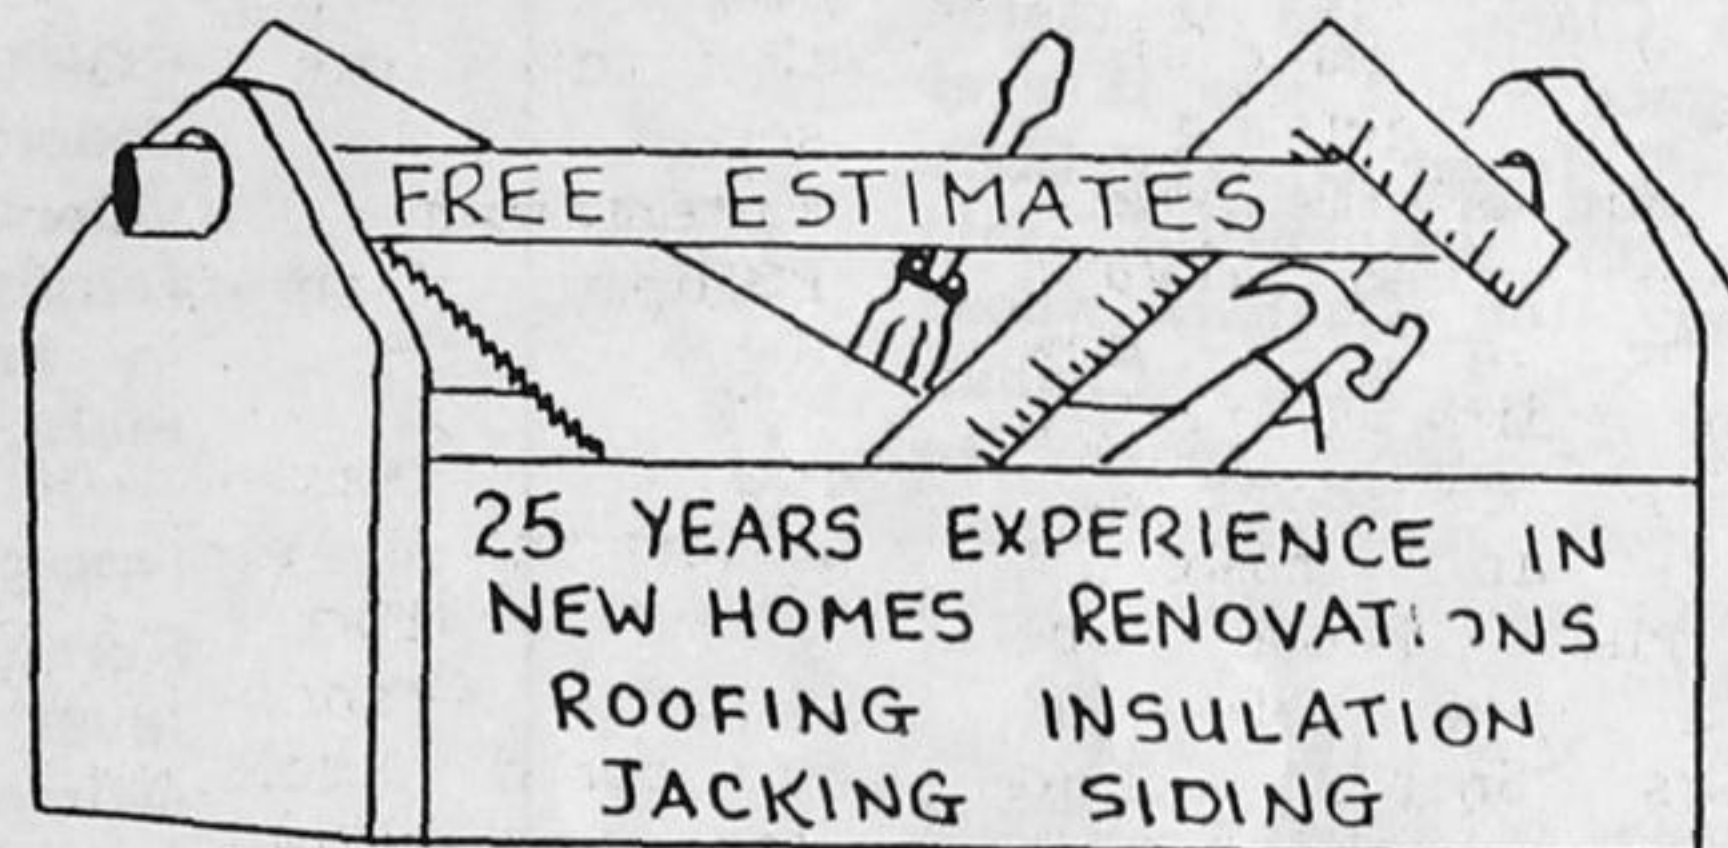 FREE ESTIMATES
25 YEARS EXPERIENCE IN
NEW HOMES RENOVATIONS
ROOFING INSULATION
JACKING SIDING